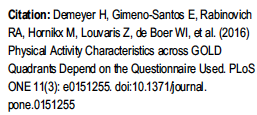 Citation: Demeyer H, Gimeno-Santos E, Rabinovich
RA, Hornikx M, Louvaris Z, de Boer WI, et al. (2016)
Physical Activity Characteristics across GOLD
Quadrants Depend on the Questionnaire Used. PLoS
ONE 11(3): e0151255. doi:10.1371/journal.
pone.0151255